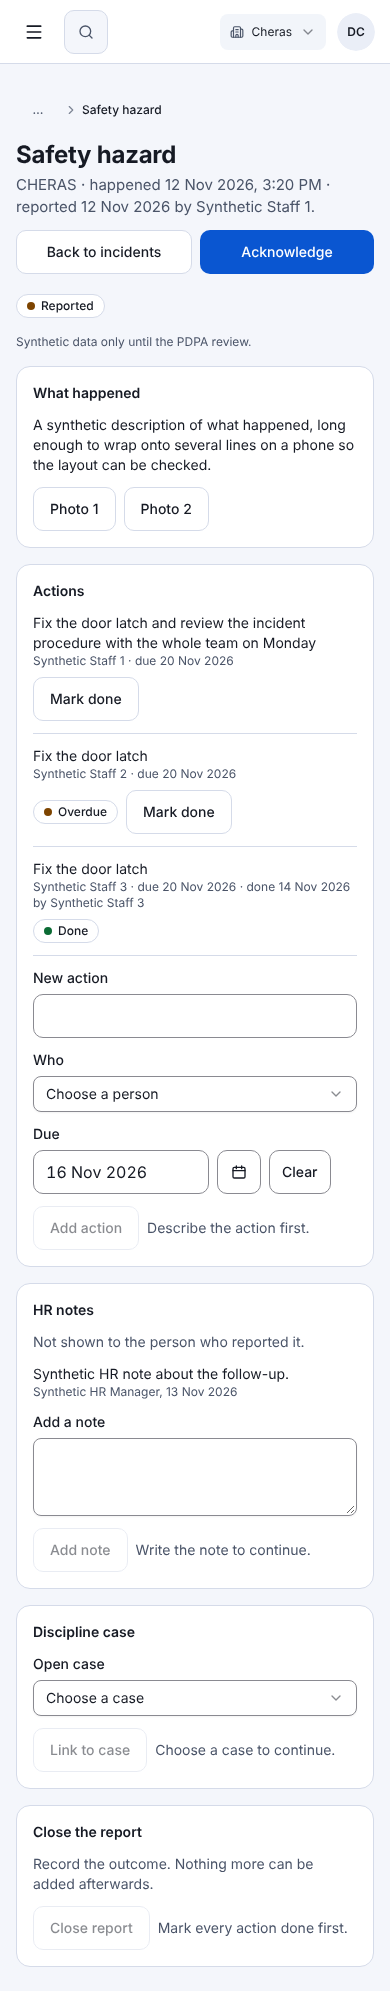 Cheras
DC
... > Safety hazard
Safety hazard
CHERAS · happened 12 Nov 2026, 3:20 PM ·
reported 12 Nov 2026 by Synthetic Staff 1.
Back to incidents
Acknowledge
Reported
Synthetic data only until the PDPA review.
What happened
A synthetic description of what happened, long
enough to wrap onto several lines on a phone so
the layout can be checked.
Photo 1
Photo 2
Actions
Fix the door latch and review the incident
procedure with the whole team on Monday
Synthetic Staff 1 · due 20 Nov 2026
Mark done
Fix the door latch
Synthetic Staff 2 · due 20 Nov 2026
Overdue
Mark done
Fix the door latch
Synthetic Staff 3 · due 20 Nov 2026 · done 14 Nov 2026
by Synthetic Staff 3
Done
New action
Who
Choose a person
Due
16 Nov 2026
Clear
Add action
Describe the action first.
HR notes
Not shown to the person who reported it.
Synthetic HR note about the follow-up.
Synthetic HR Manager, 13 Nov 2026
Add a note
Add note
Write the note to continue.
Discipline case
Open case
Choose a case
Link to case
Choose a case to continue.
Close the report
Record the outcome. Nothing more can be
added afterwards.
Close report
Mark every action done first.